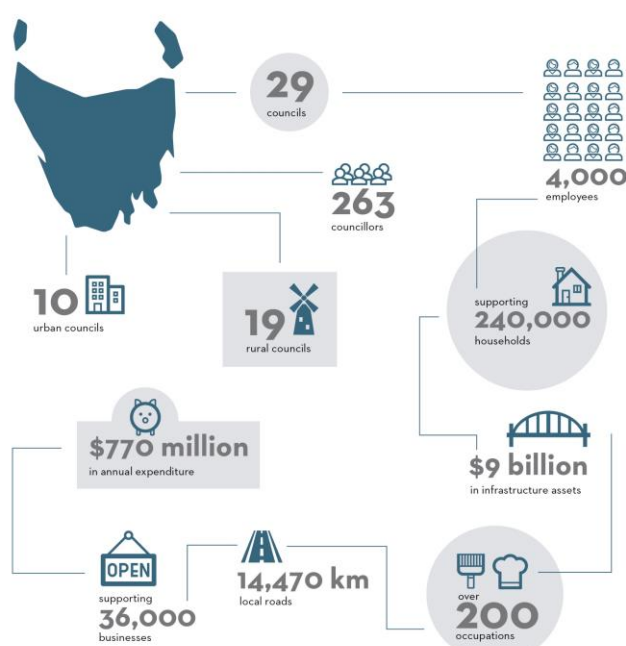 29
councils
4,000
employees
263
councillors
10
urban councils
19
rural councils
supporting
240,000
households
$770 million
in annual expenditure
$9 billion
in infrastructure assets
OPEN
supporting
36,000
businesses
14,470 km
local roads
over
200
occupations